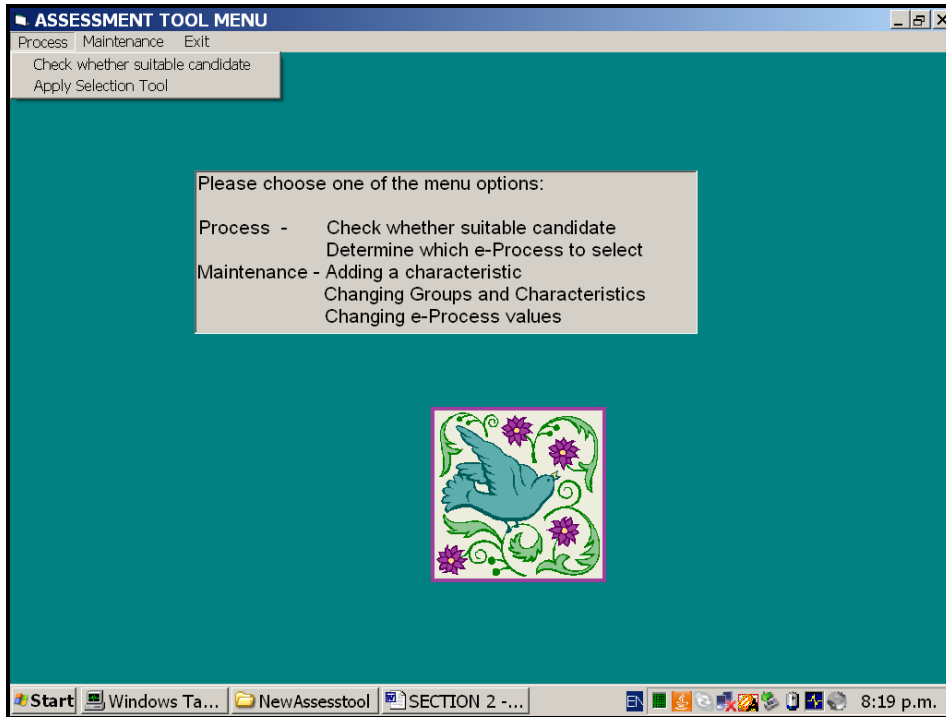 ASSESSMENT TOOL MENU
Process Maintenance Exit
Check whether suitable candidate
Apply Selection Tool
Please choose one of the menu options:
Process - Check whether suitable candidate
Determine which e-Process to select
Maintenance - Adding a characteristic
Changing Groups and Characteristics
Changing e-Process values
Start Windows Ta... NewAssesstool SECTION 2 -... EN 8:19 p.m.